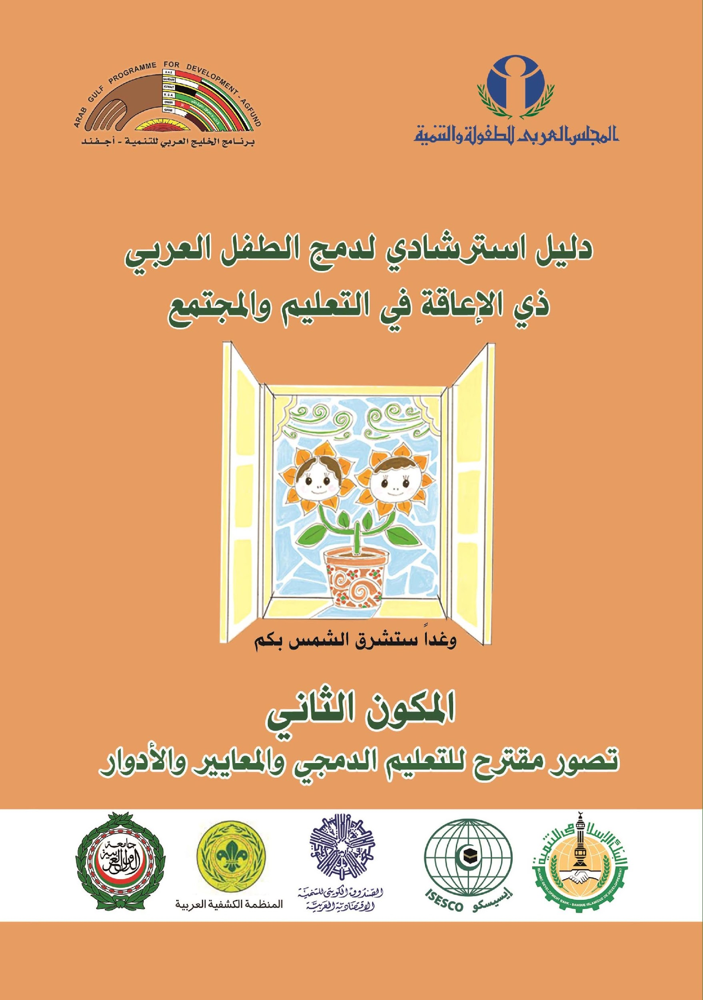 المجلس العربي للطفولة والتنمية
ARAB GULF PROGRAMME FOR DEVELOPMENT - AGFUND
U.A.E
BAHRAIN
KUWAIT
K.S.A
OMAN
QATAR
برنامج الخليج العربي للتنمية - أجفند
دليل استرشادي لدمج الطفل العربي
ذي الإعاقة في التعليم والمجتمع
وغداً ستشرق الشمس بكم
المكون الثاني
تصور مقترح للتعليم الدمجي والمعايير والأدوار
البنك الإسلامي للتنمية
ISLAMIC DEVELOPMENT BANK - BANQUE ISLAMIQUE DE DEVELOPPEMENT
ISESCO إيسيسكو
الصندوق الكويتي للتنمية
الاقتصادية العربية
المنظمة الكشفية العربية
جامعة
الدول العربية